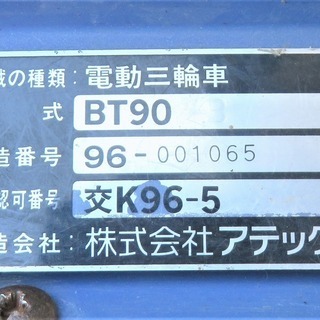 の種類：電動三輪車
式 BT90
造番号 96-001065
認可番号 交K96-5
造会社：株式会社アテック